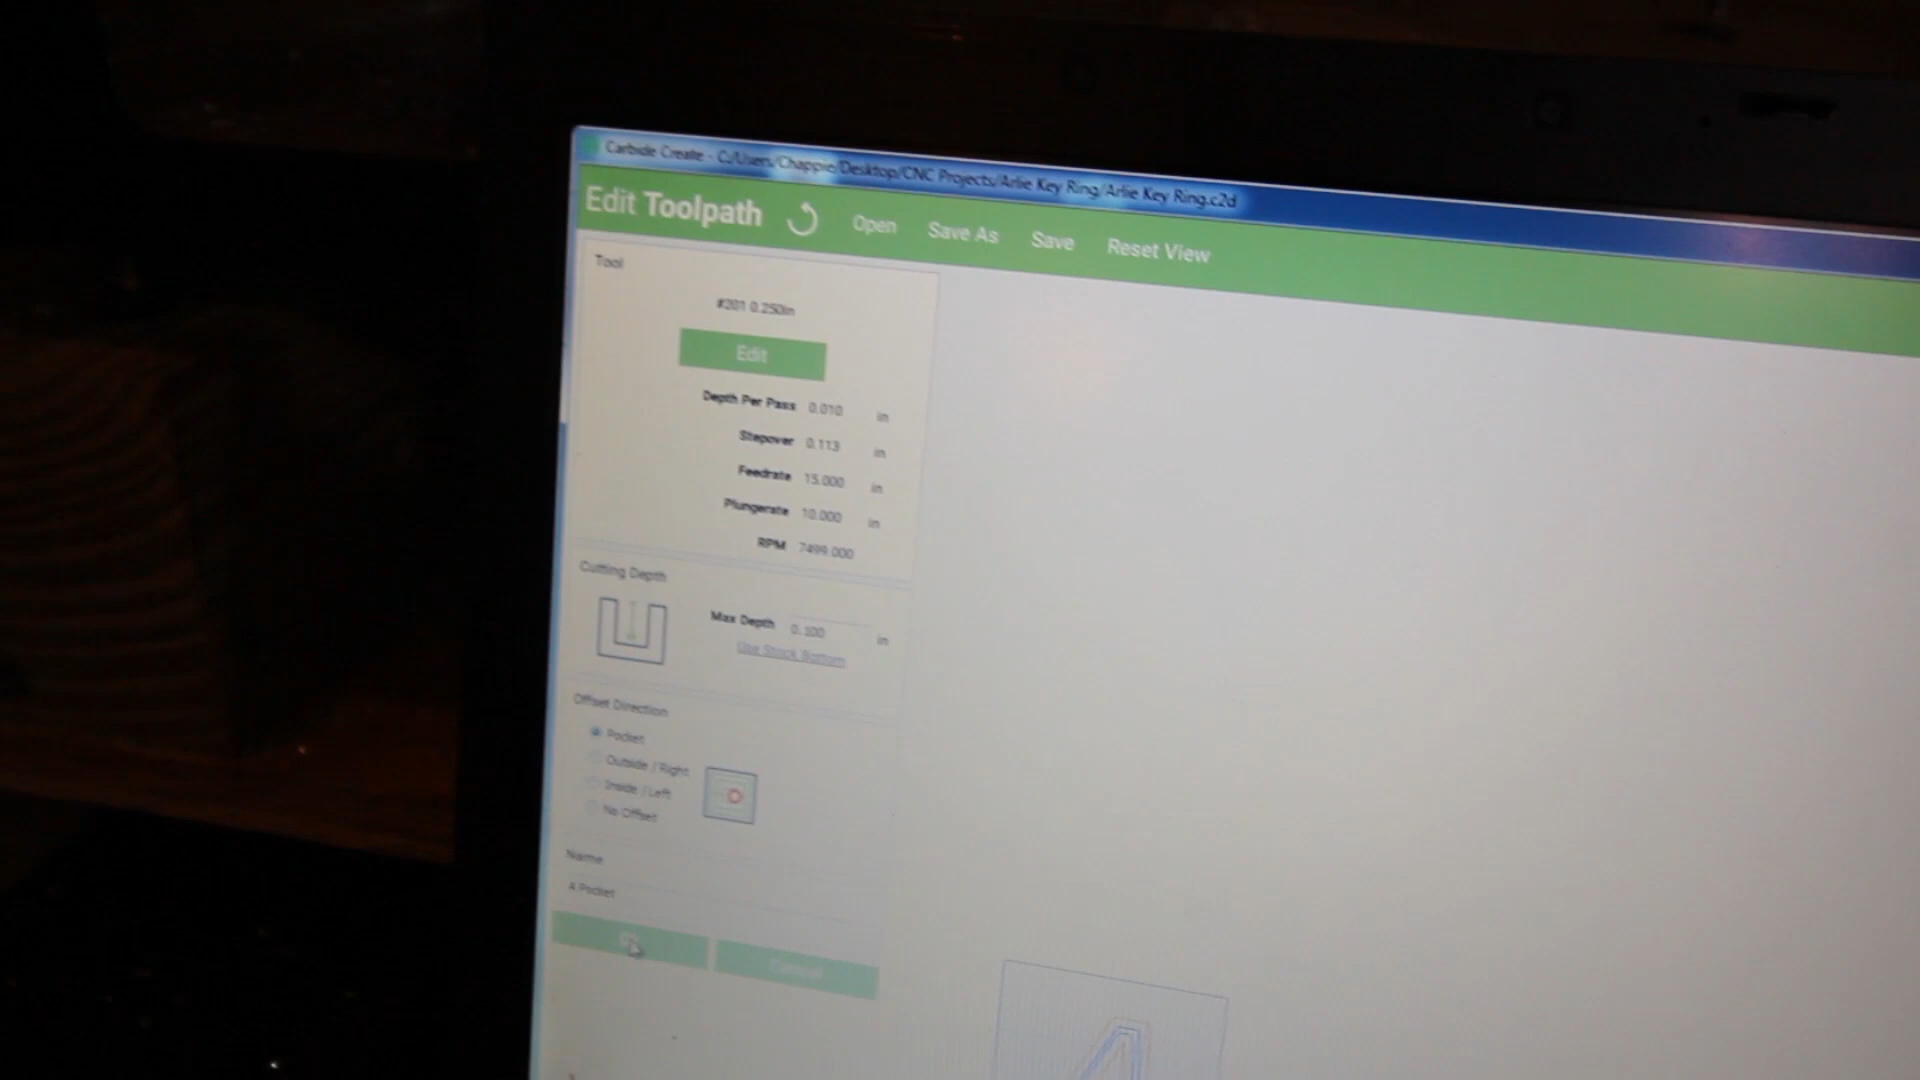 Carbide Create - C:/Users/Chappie/Desktop/CNC Projects/Arlie Key Ring/Arlie Key Ring.c2d
Edit Toolpath Open Save As Save Reset View
Tool
#201 0.250in
Edit
Depth Per Pass 0.010 in
Stepover 0.113 in
Feedrate 15.000 in
Plungerate 10.000 in
RPM 7499.000
Cutting Depth
Max Depth 0.100 in
Use Stock Bottom
Offset Direction
Pocket
Outside / Right
Inside / Left
No Offset
Name
A Pocket
Cancel
A